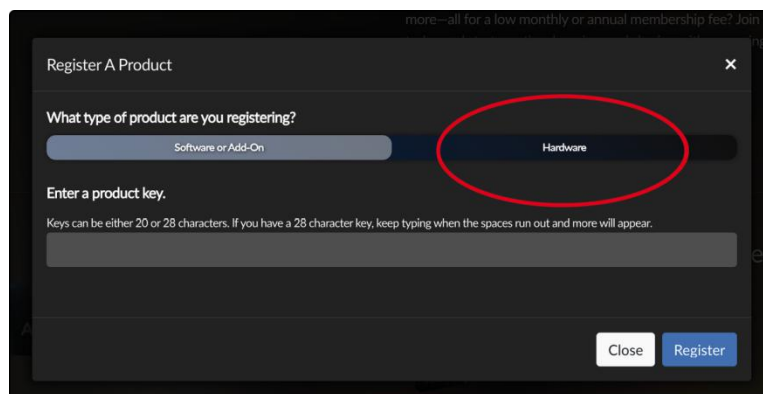 more—all for a low monthly or annual membership fee? Join
Register A Product
×
What type of product are you registering?
Software or Add-On
Hardware
Enter a product key.
Keys can be either 20 or 28 characters. If you have a 28 character key, keep typing when the spaces run out and more will appear.
Close
Register